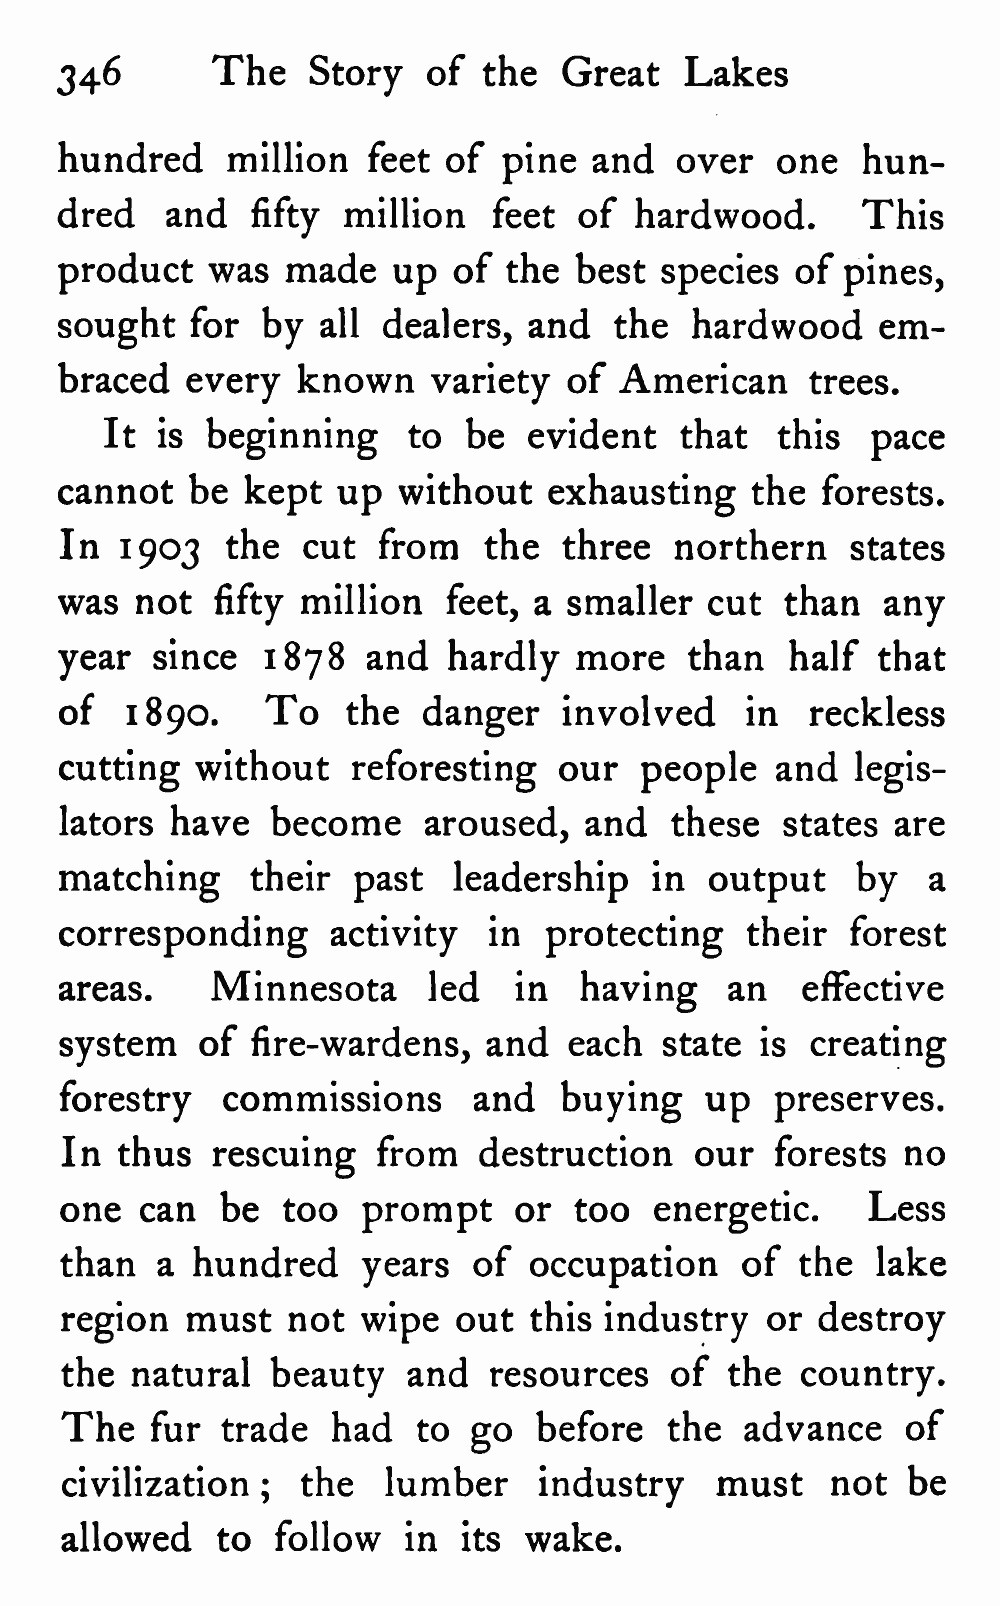 346 The Story of the Great Lakes
hundred million feet of pine and over one hun-
dred and fifty million feet of hardwood. This
product was made up of the best species of pines,
sought for by all dealers, and the hardwood em-
braced every known variety of American trees.
It is beginning to be evident that this pace
cannot be kept up without exhausting the forests.
In 1903 the cut from the three northern states
was not fifty million feet, a smaller cut than any
year since 1878 and hardly more than half that
of 1890. To the danger involved in reckless
cutting without reforesting our people and legis-
lators have become aroused, and these states are
matching their past leadership in output by a
corresponding activity in protecting their forest
areas. Minnesota led in having an effective
system of fire-wardens, and each state is creating
forestry commissions and buying up preserves.
In thus rescuing from destruction our forests no
one can be too prompt or too energetic. Less
than a hundred years of occupation of the lake
region must not wipe out this industry or destroy
the natural beauty and resources of the country.
The fur trade had to go before the advance of
civilization ; the lumber industry must not be
allowed to follow in its wake.